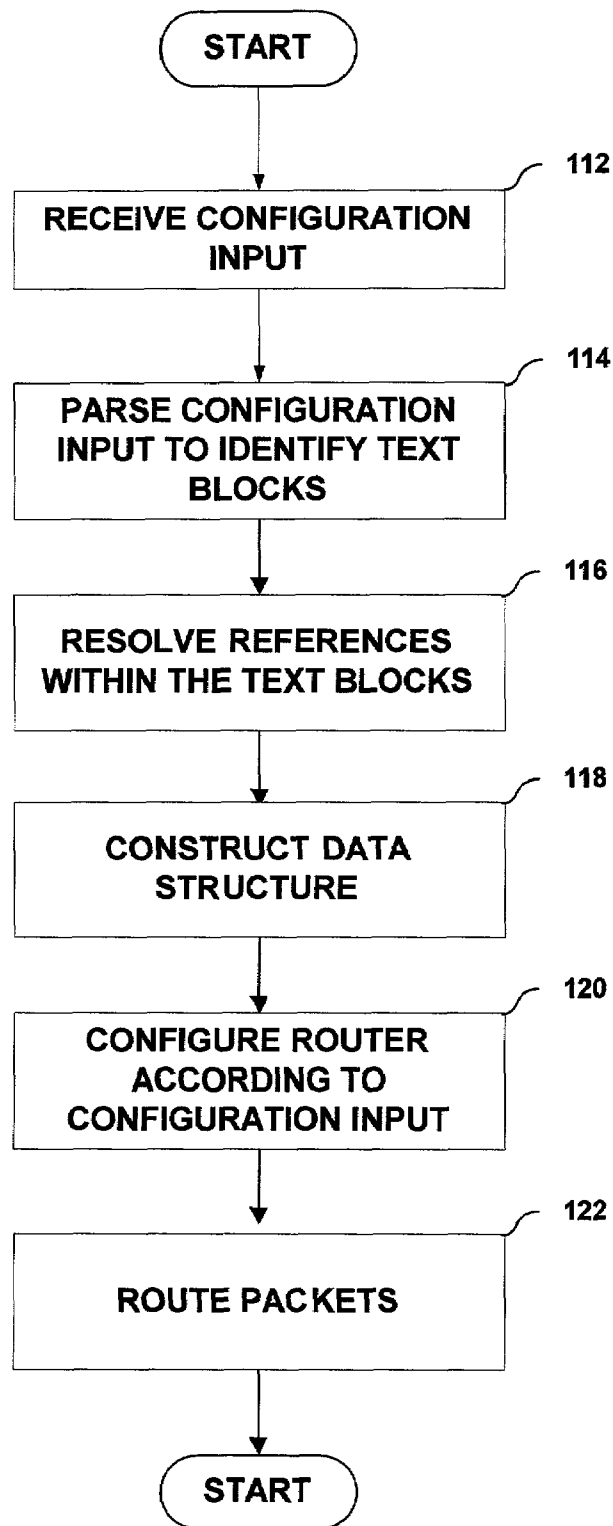 START
112
RECEIVE CONFIGURATION
INPUT
114
PARSE CONFIGURATION
INPUT TO IDENTIFY TEXT
BLOCKS
116
RESOLVE REFERENCES
WITHIN THE TEXT BLOCKS
118
CONSTRUCT DATA
STRUCTURE
120
CONFIGURE ROUTER
ACCORDING TO
CONFIGURATION INPUT
122
ROUTE PACKETS
START